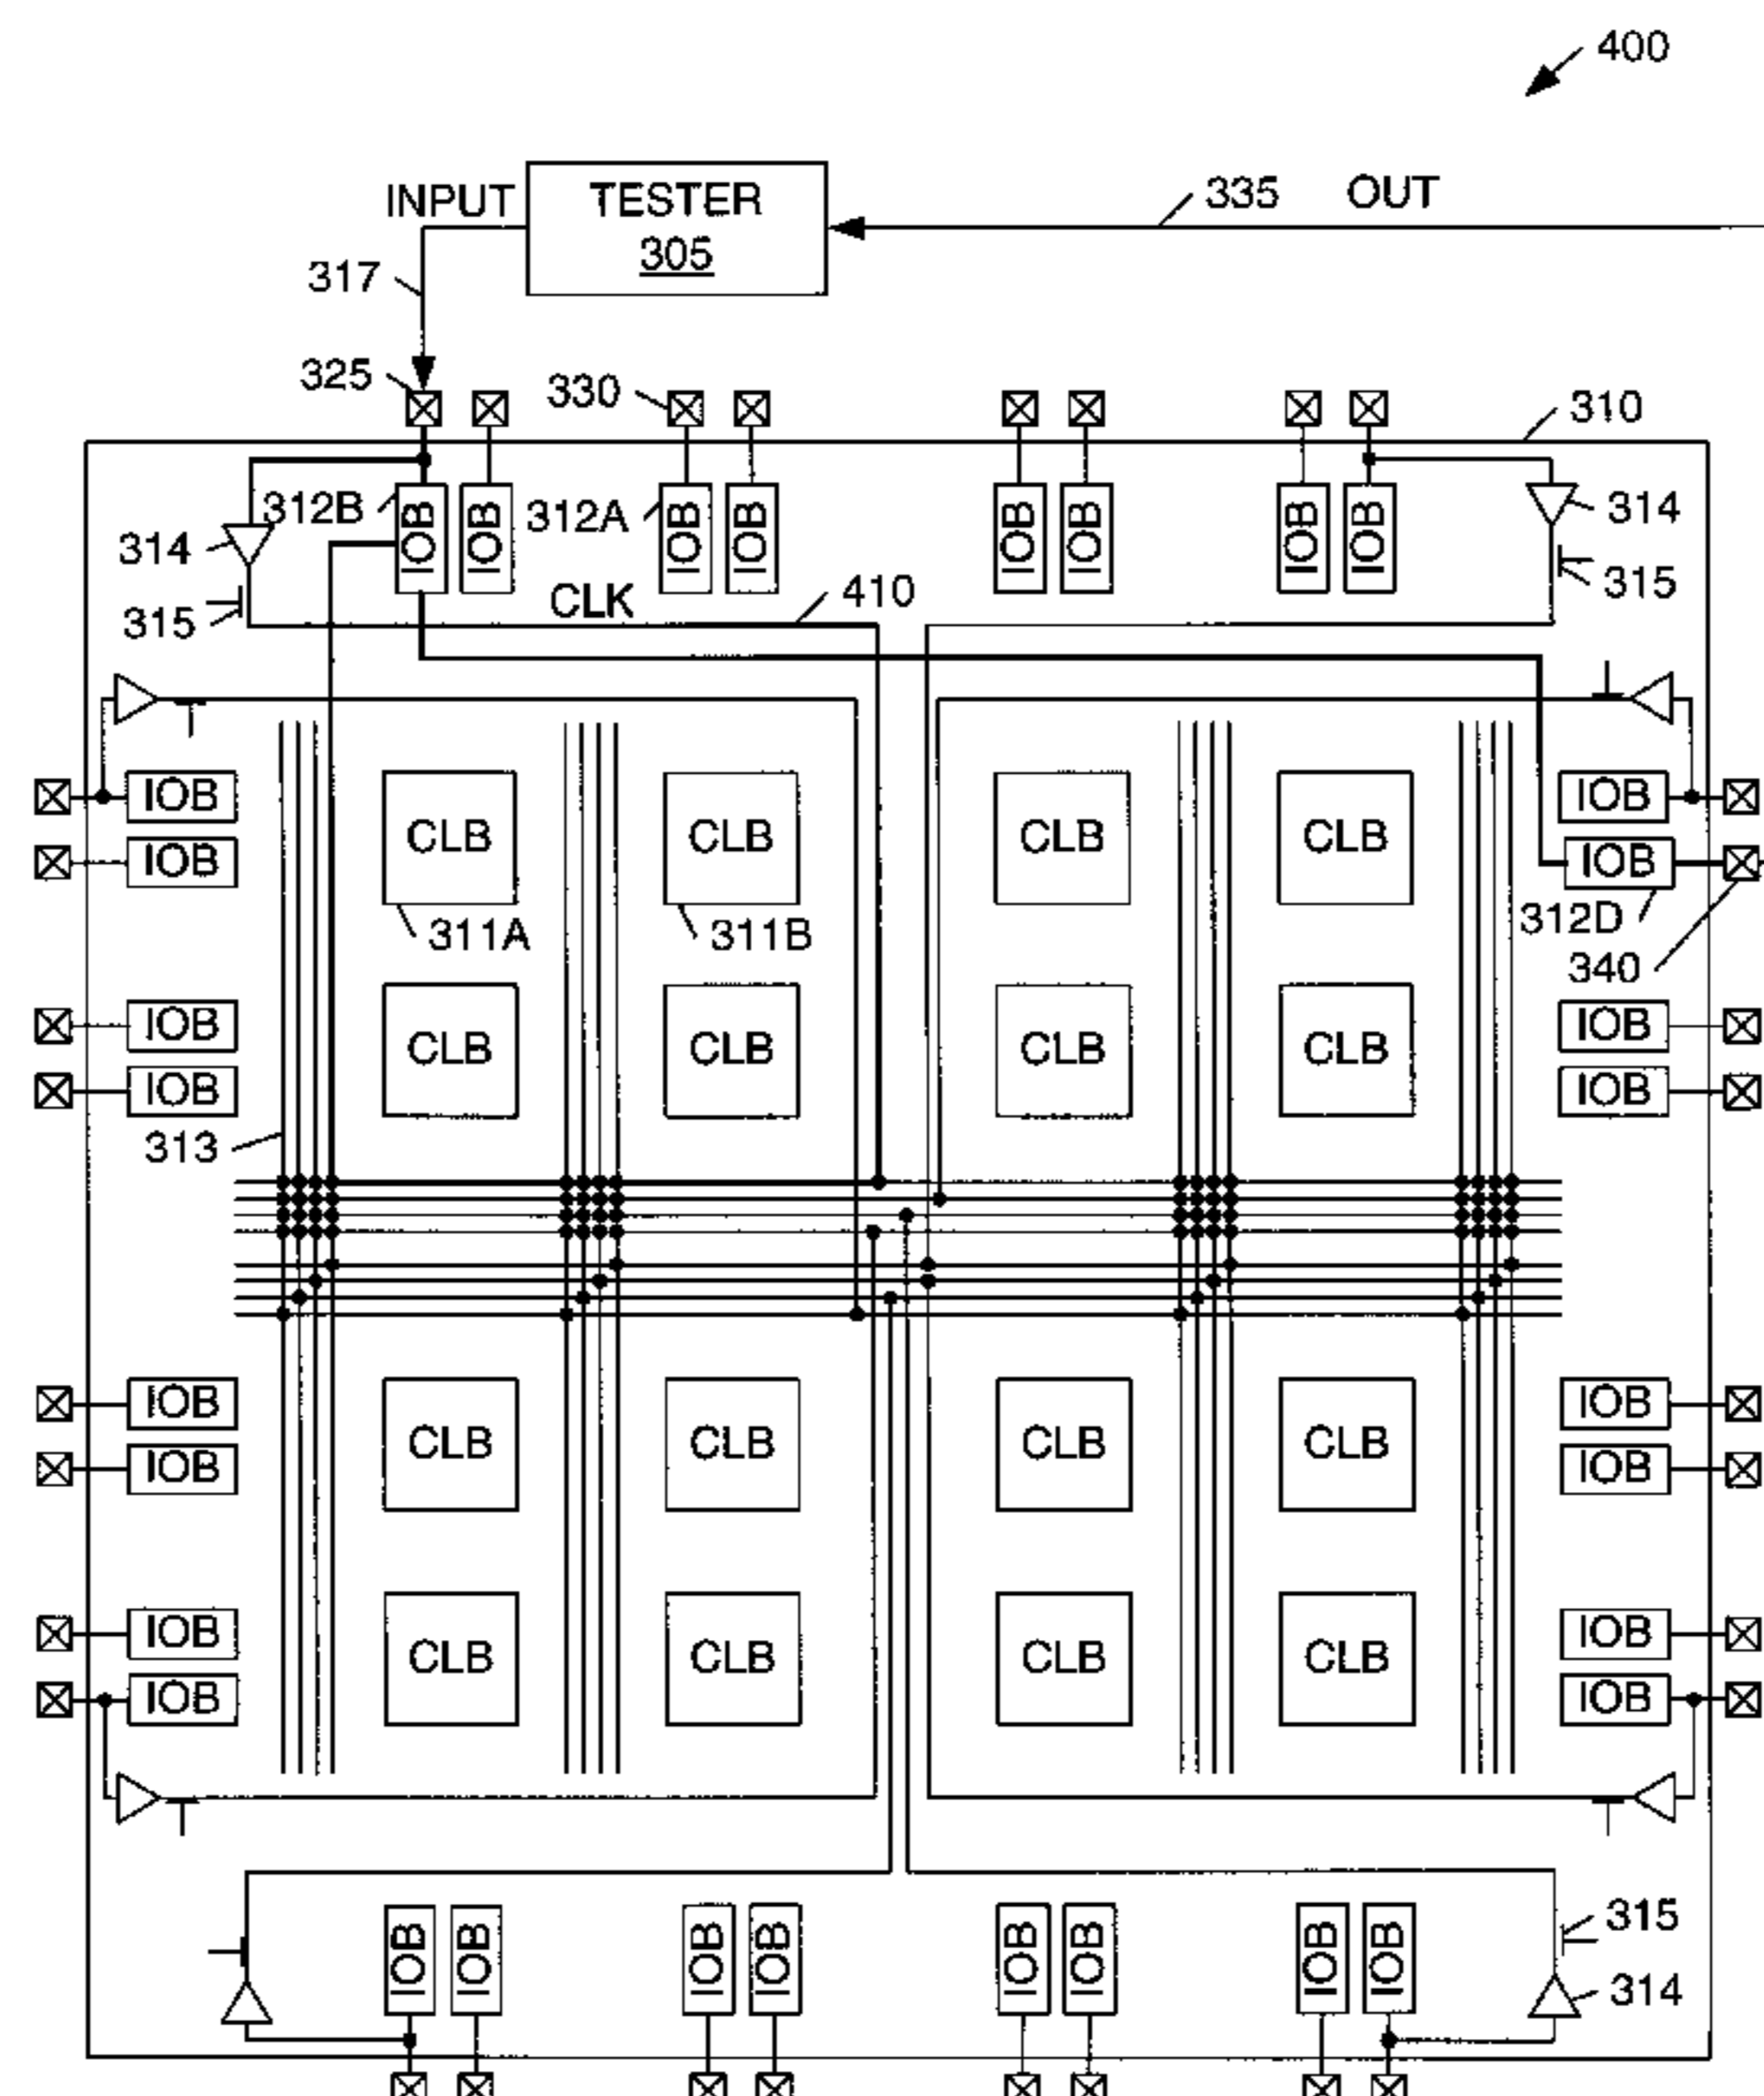 400
INPUT
TESTER
305
335
OUT
317
325
330
310
312B
IOB
IOB
312A
IOB
IOB
IOB
IOB
IOB
IOB
314
314
315
CLK
410
315
IOB
CLB
CLB
CLB
CLB
IOB
IOB
IOB
311A
311B
312D
340
IOB
CLB
CLB
CLB
CLB
IOB
IOB
IOB
313
IOB
CLB
CLB
CLB
CLB
IOB
IOB
IOB
IOB
CLB
CLB
CLB
CLB
IOB
IOB
IOB
IOB
IOB
IOB
IOB
IOB
IOB
IOB
IOB
315
314